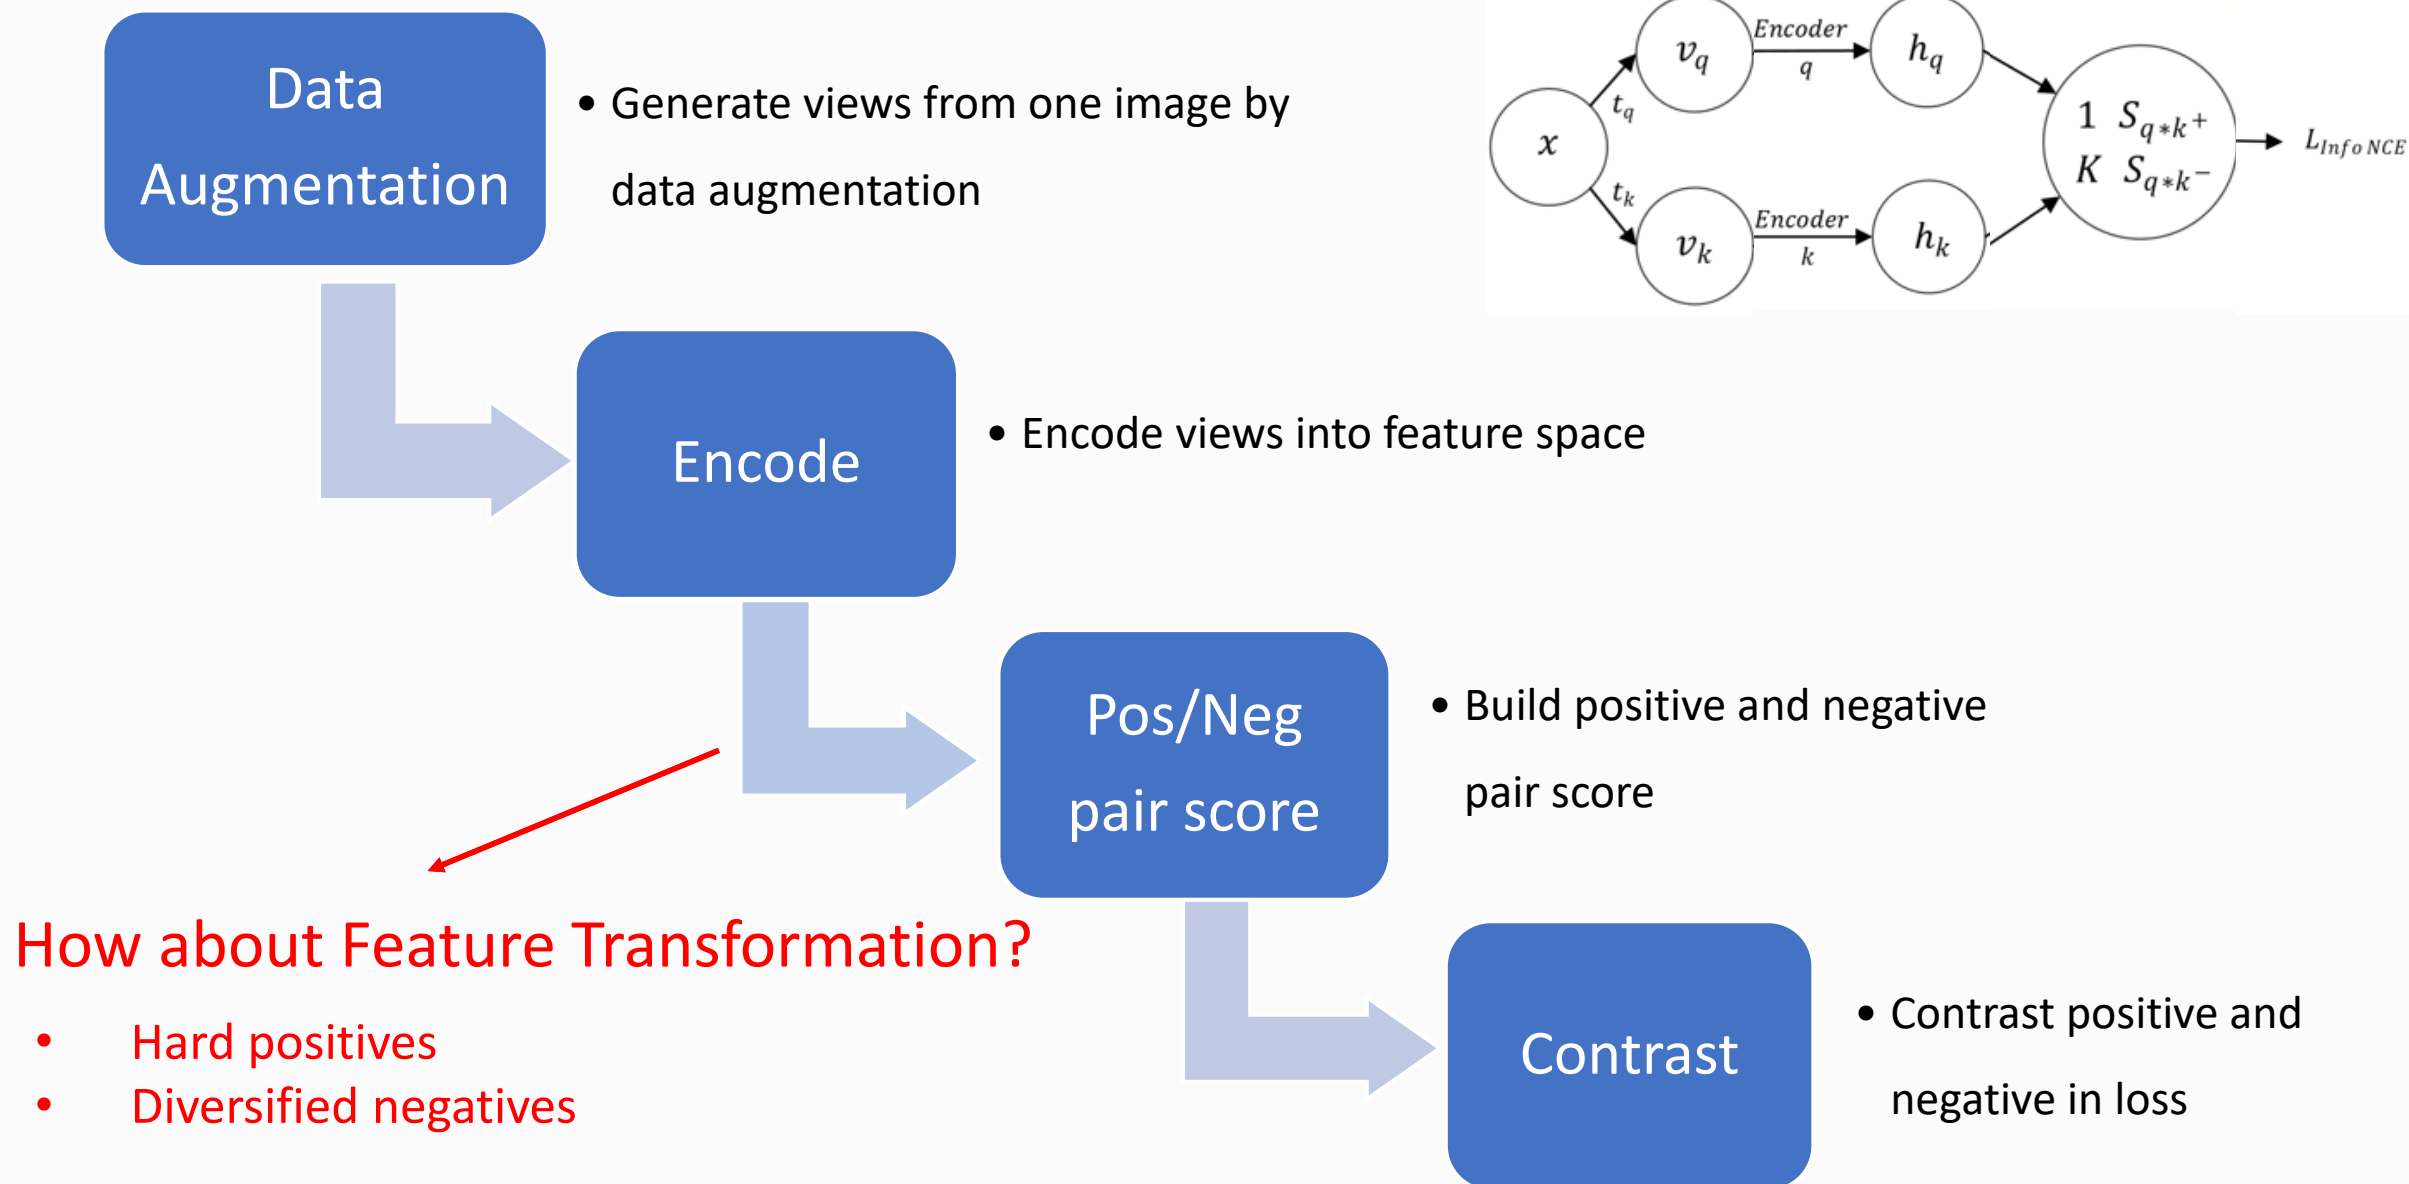 Data
Augmentation
• Generate views from one image by
data augmentation
x
t_q
t_k
v_q
Encoder
q
h_q
v_k
Encoder
k
h_k
1 S_{q*k^+}
K S_{q*k^-}
L_{Info NCE}
Encode
• Encode views into feature space
Pos/Neg
pair score
• Build positive and negative
pair score
How about Feature Transformation?
• Hard positives
• Diversified negatives
Contrast
• Contrast positive and
negative in loss